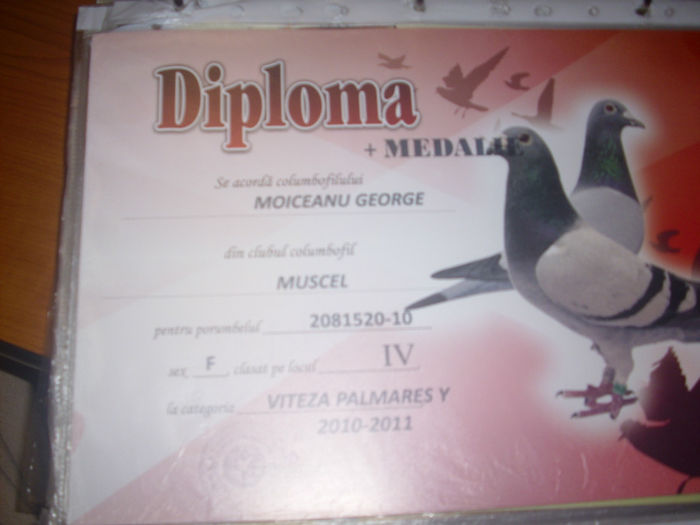 Diploma
+ MEDALIE
Se acordă columbofilului
MOICEANU GEORGE
din clubul columbofil
MUSCEL
pentru porumbelul 2081520-10
sex F, clasat pe locul IV
la categoria VITEZA PALMARES Y
2010-2011